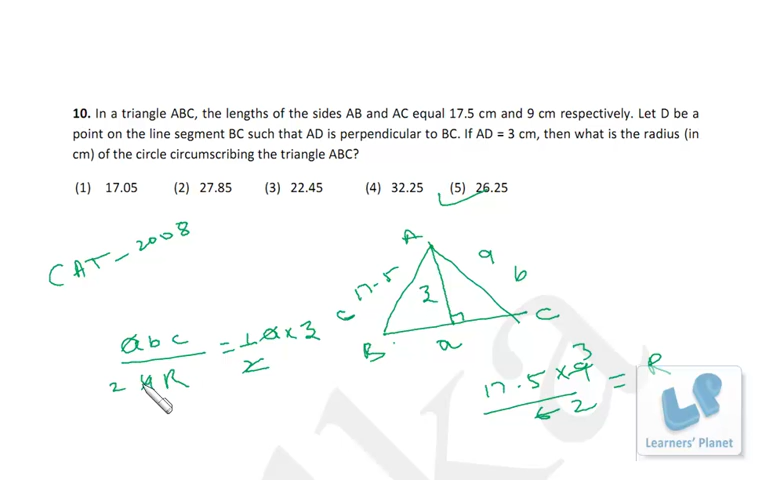 10. In a triangle ABC, the lengths of the sides AB and AC equal 17.5 cm and 9 cm respectively. Let D be a
point on the line segment BC such that AD is perpendicular to BC. If AD = 3 cm, then what is the radius (in
cm) of the circle circumscribing the triangle ABC?
(1) 17.05 (2) 27.85 (3) 22.45 (4) 32.25 (5) 26.25
CAT - 2008
A
9
b
17.5
c
3
C
B
a
abc
= 1 a x 3
2 4 R
2
3
17.5 x 9 = R
6 2
LP
Learners' Planet